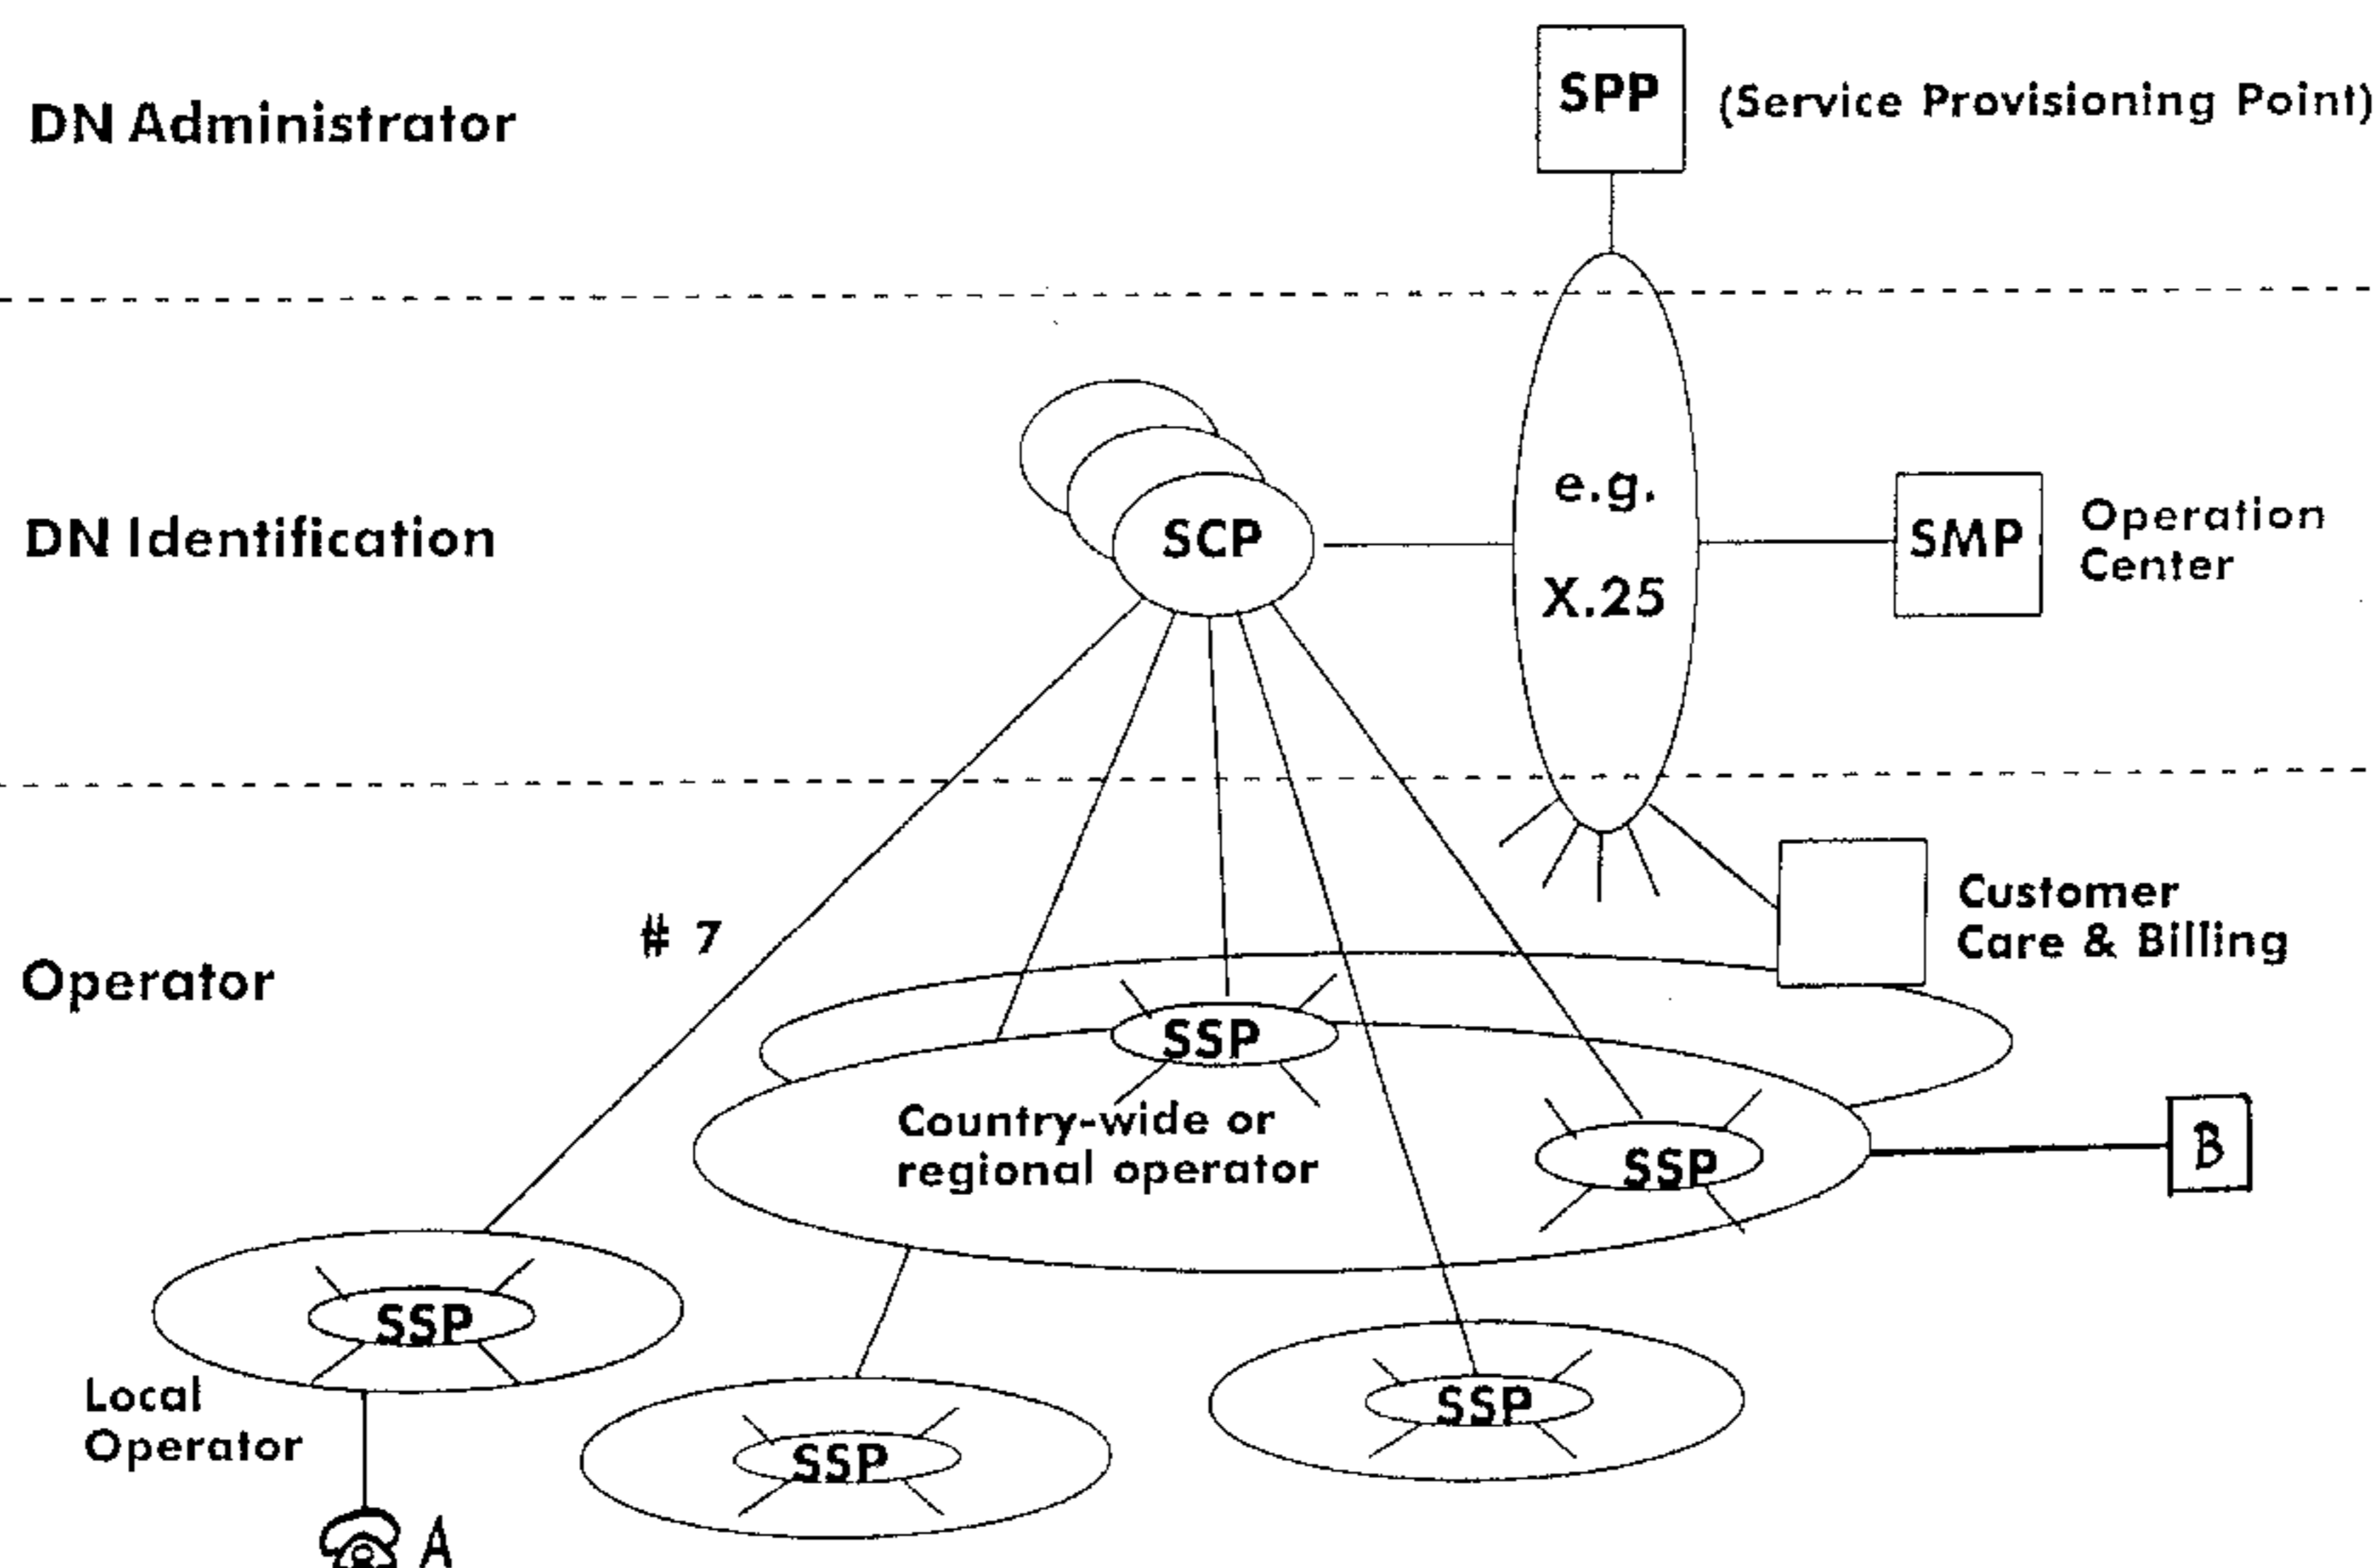 DN Administrator
SPP
(Service Provisioning Point)
DN Identification
SCP
e.g.
X.25
SMP
Operation
Center
Operator
# 7
Customer
Care & Billing
SSP
Country-wide or
regional operator
SSP
B
SSP
Local
Operator
SSP
SSP
A